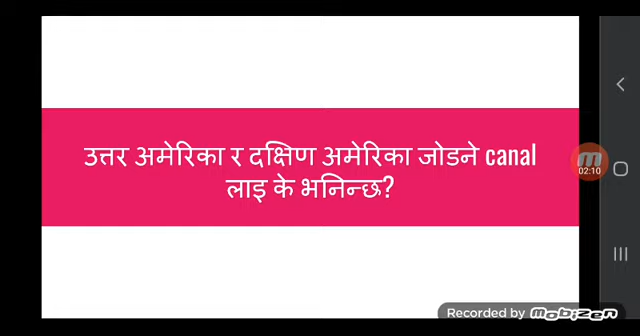 उत्तर अमेरिका र दक्षिण अमेरिका जोडने canal
लाइ के भनिन्छ?
M
02:10
Recorded by mobizen